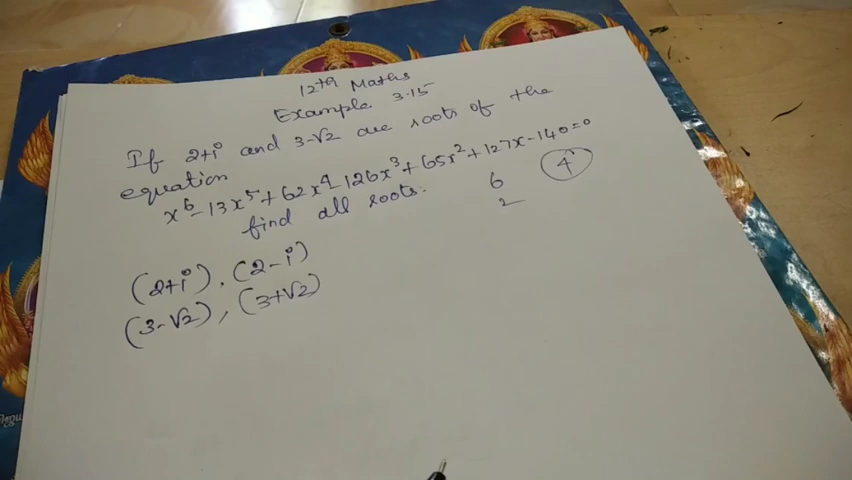 12th Maths
Example 3.15
If 2+i and 3-√2 are roots of the
equation
x⁶-13x⁵+62x⁴-126x³+65x²+127x-140=0
find all roots.
6
4
2
(2+i), (2-i)
(3-√2), (3+√2)